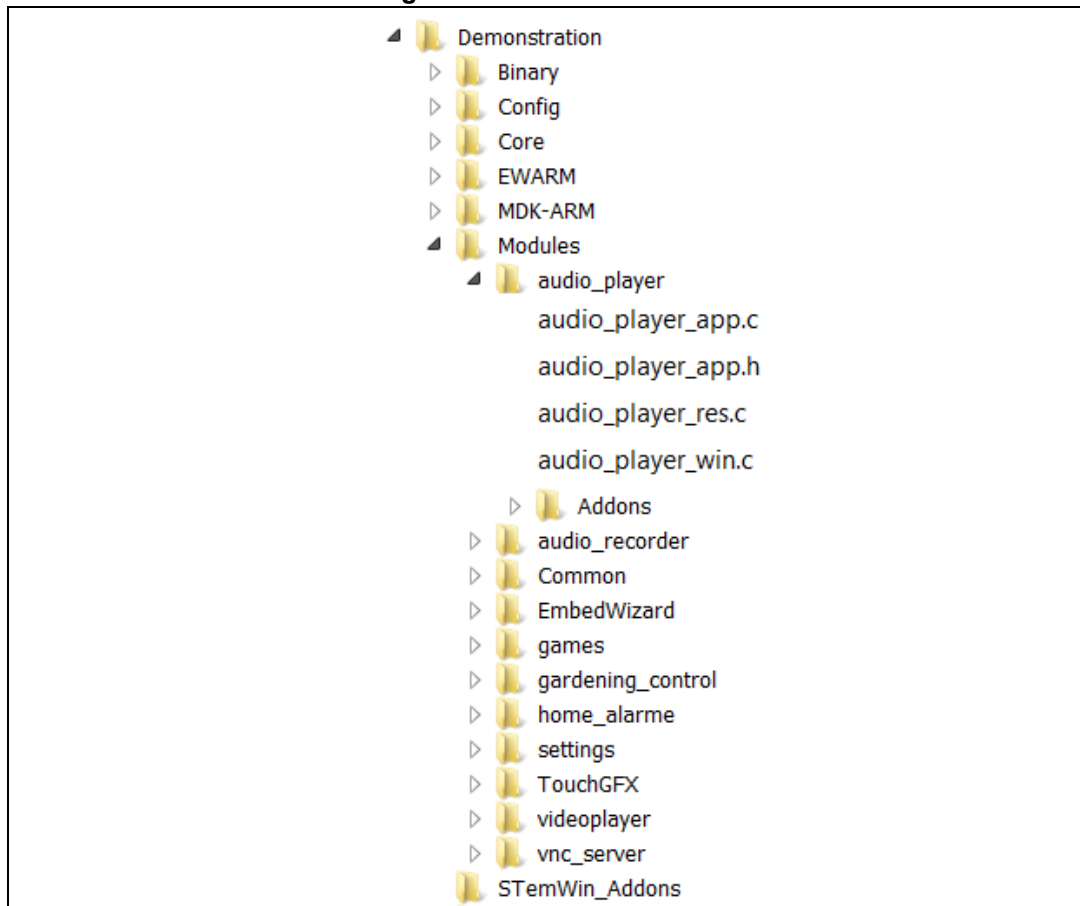 Demonstration
Binary
Config
Core
EWARM
MDK-ARM
Modules
audio_player
audio_player_app.c
audio_player_app.h
audio_player_res.c
audio_player_win.c
Addons
audio_recorder
Common
EmbedWizard
games
gardening_control
home_alarme
settings
TouchGFX
videoplayer
vnc_server
STemWin_Addons